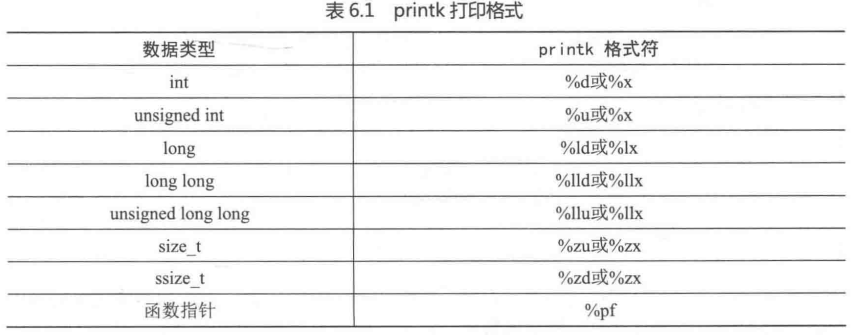 表 6.1 printk 打印格式
数据类型 printk 格式符
int %d或%x
unsigned int %u或%x
long %ld或%lx
long long %lld或%llx
unsigned long long %llu或%llx
size_t %zu或%zx
ssize_t %zd或%zx
函数指针 %pf